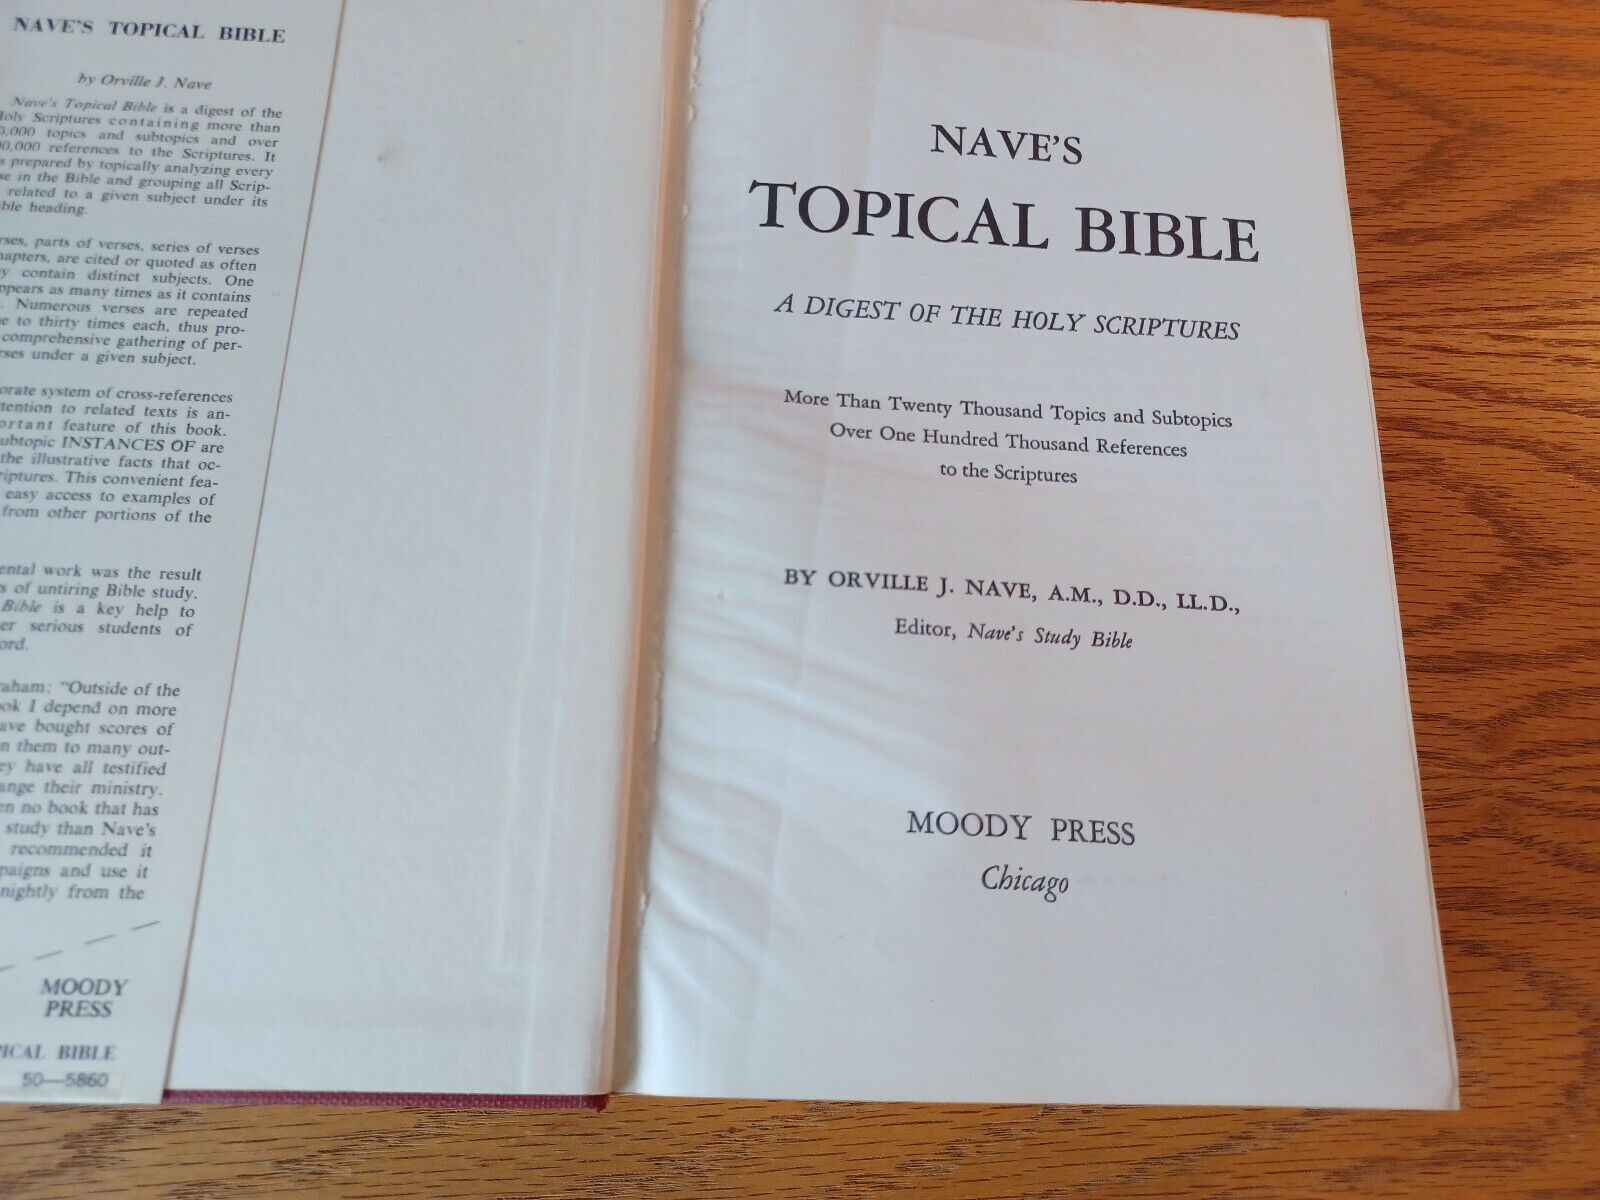 NAVE'S TOPICAL BIBLE
by Orville J. Nave
Nave's Topical Bible is a digest of the
Scriptures containing more than
topics and subtopics and over
references to the Scriptures. It
prepared by topically analyzing every
in the Bible and grouping all Scrip-
related to a given subject under its
heading.
parts of verses, series of verses
are cited or quoted as often
contain distinct subjects. One
as many times as it contains
Numerous verses are repeated
to thirty times each, thus pro-
comprehensive gathering of per-
under a given subject.
system of cross-references
to related texts is an-
feature of this book.
INSTANCES OF are
the illustrative facts that oc-
This convenient fea-
easy access to examples of
from other portions of the
work was the result
of untiring Bible study.
Bible is a key help to
serious students of
"Outside of the
I depend on more
bought scores of
them to many out-
have all testified
their ministry.
no book that has
study than Nave's
recommended it
and use it
nightly from the
MOODY
PRESS
BIBLE
50—5860
NAVE'S
TOPICAL BIBLE
A DIGEST OF THE HOLY SCRIPTURES
More Than Twenty Thousand Topics and Subtopics
Over One Hundred Thousand References
to the Scriptures
BY ORVILLE J. NAVE, A.M., D.D., LL.D.,
Editor, Nave's Study Bible
MOODY PRESS
Chicago